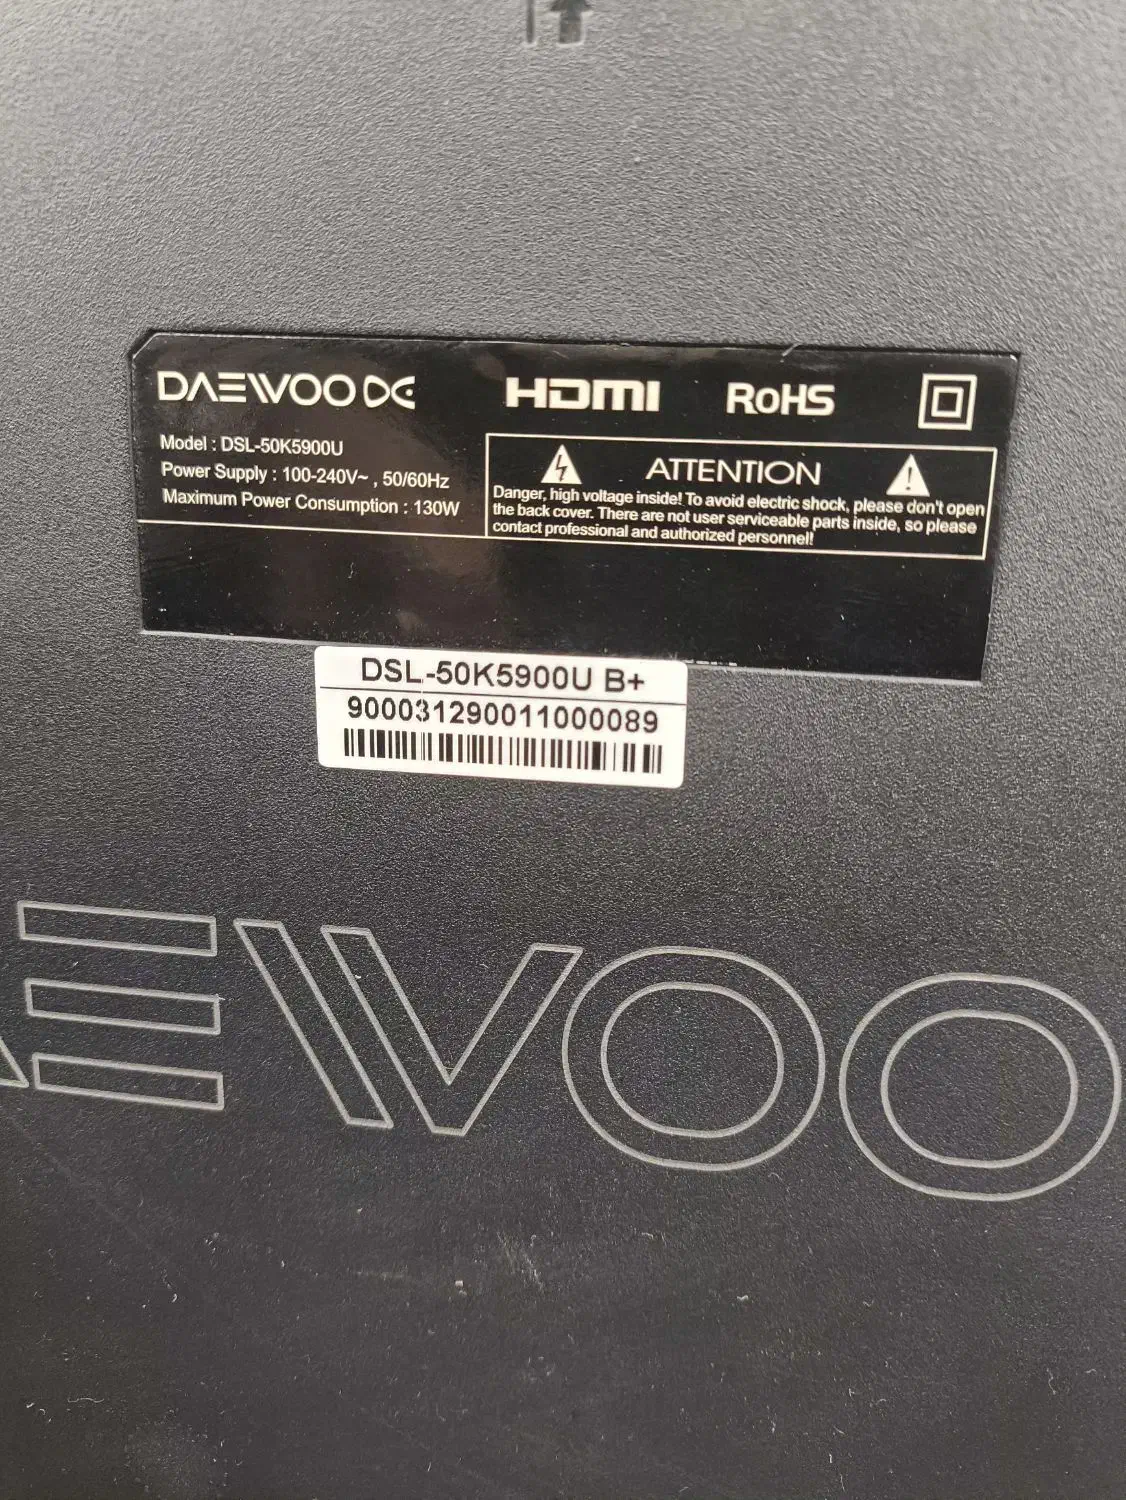 DAEWOO
HDMI
RoHS
Model : DSL-50K5900U
Power Supply : 100-240V~ , 50/60Hz
Maximum Power Consumption : 130W
ATTENTION
Danger, high voltage inside! To avoid electric shock, please don't open
the back cover. There are not user serviceable parts inside, so please
contact professional and authorized personnel!
DSL-50K5900U B+
900031290011000089
AEWOO